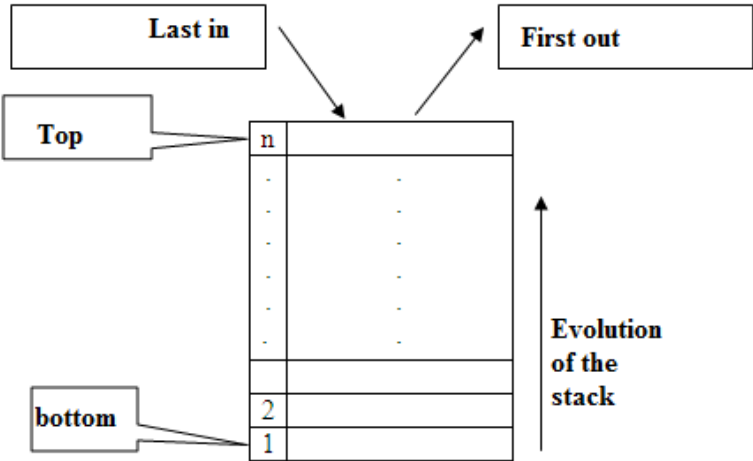 Last in
First out
Top
n
- -
- -
- -
- -
- -
- -
Evolution
of the
stack
2
bottom
1